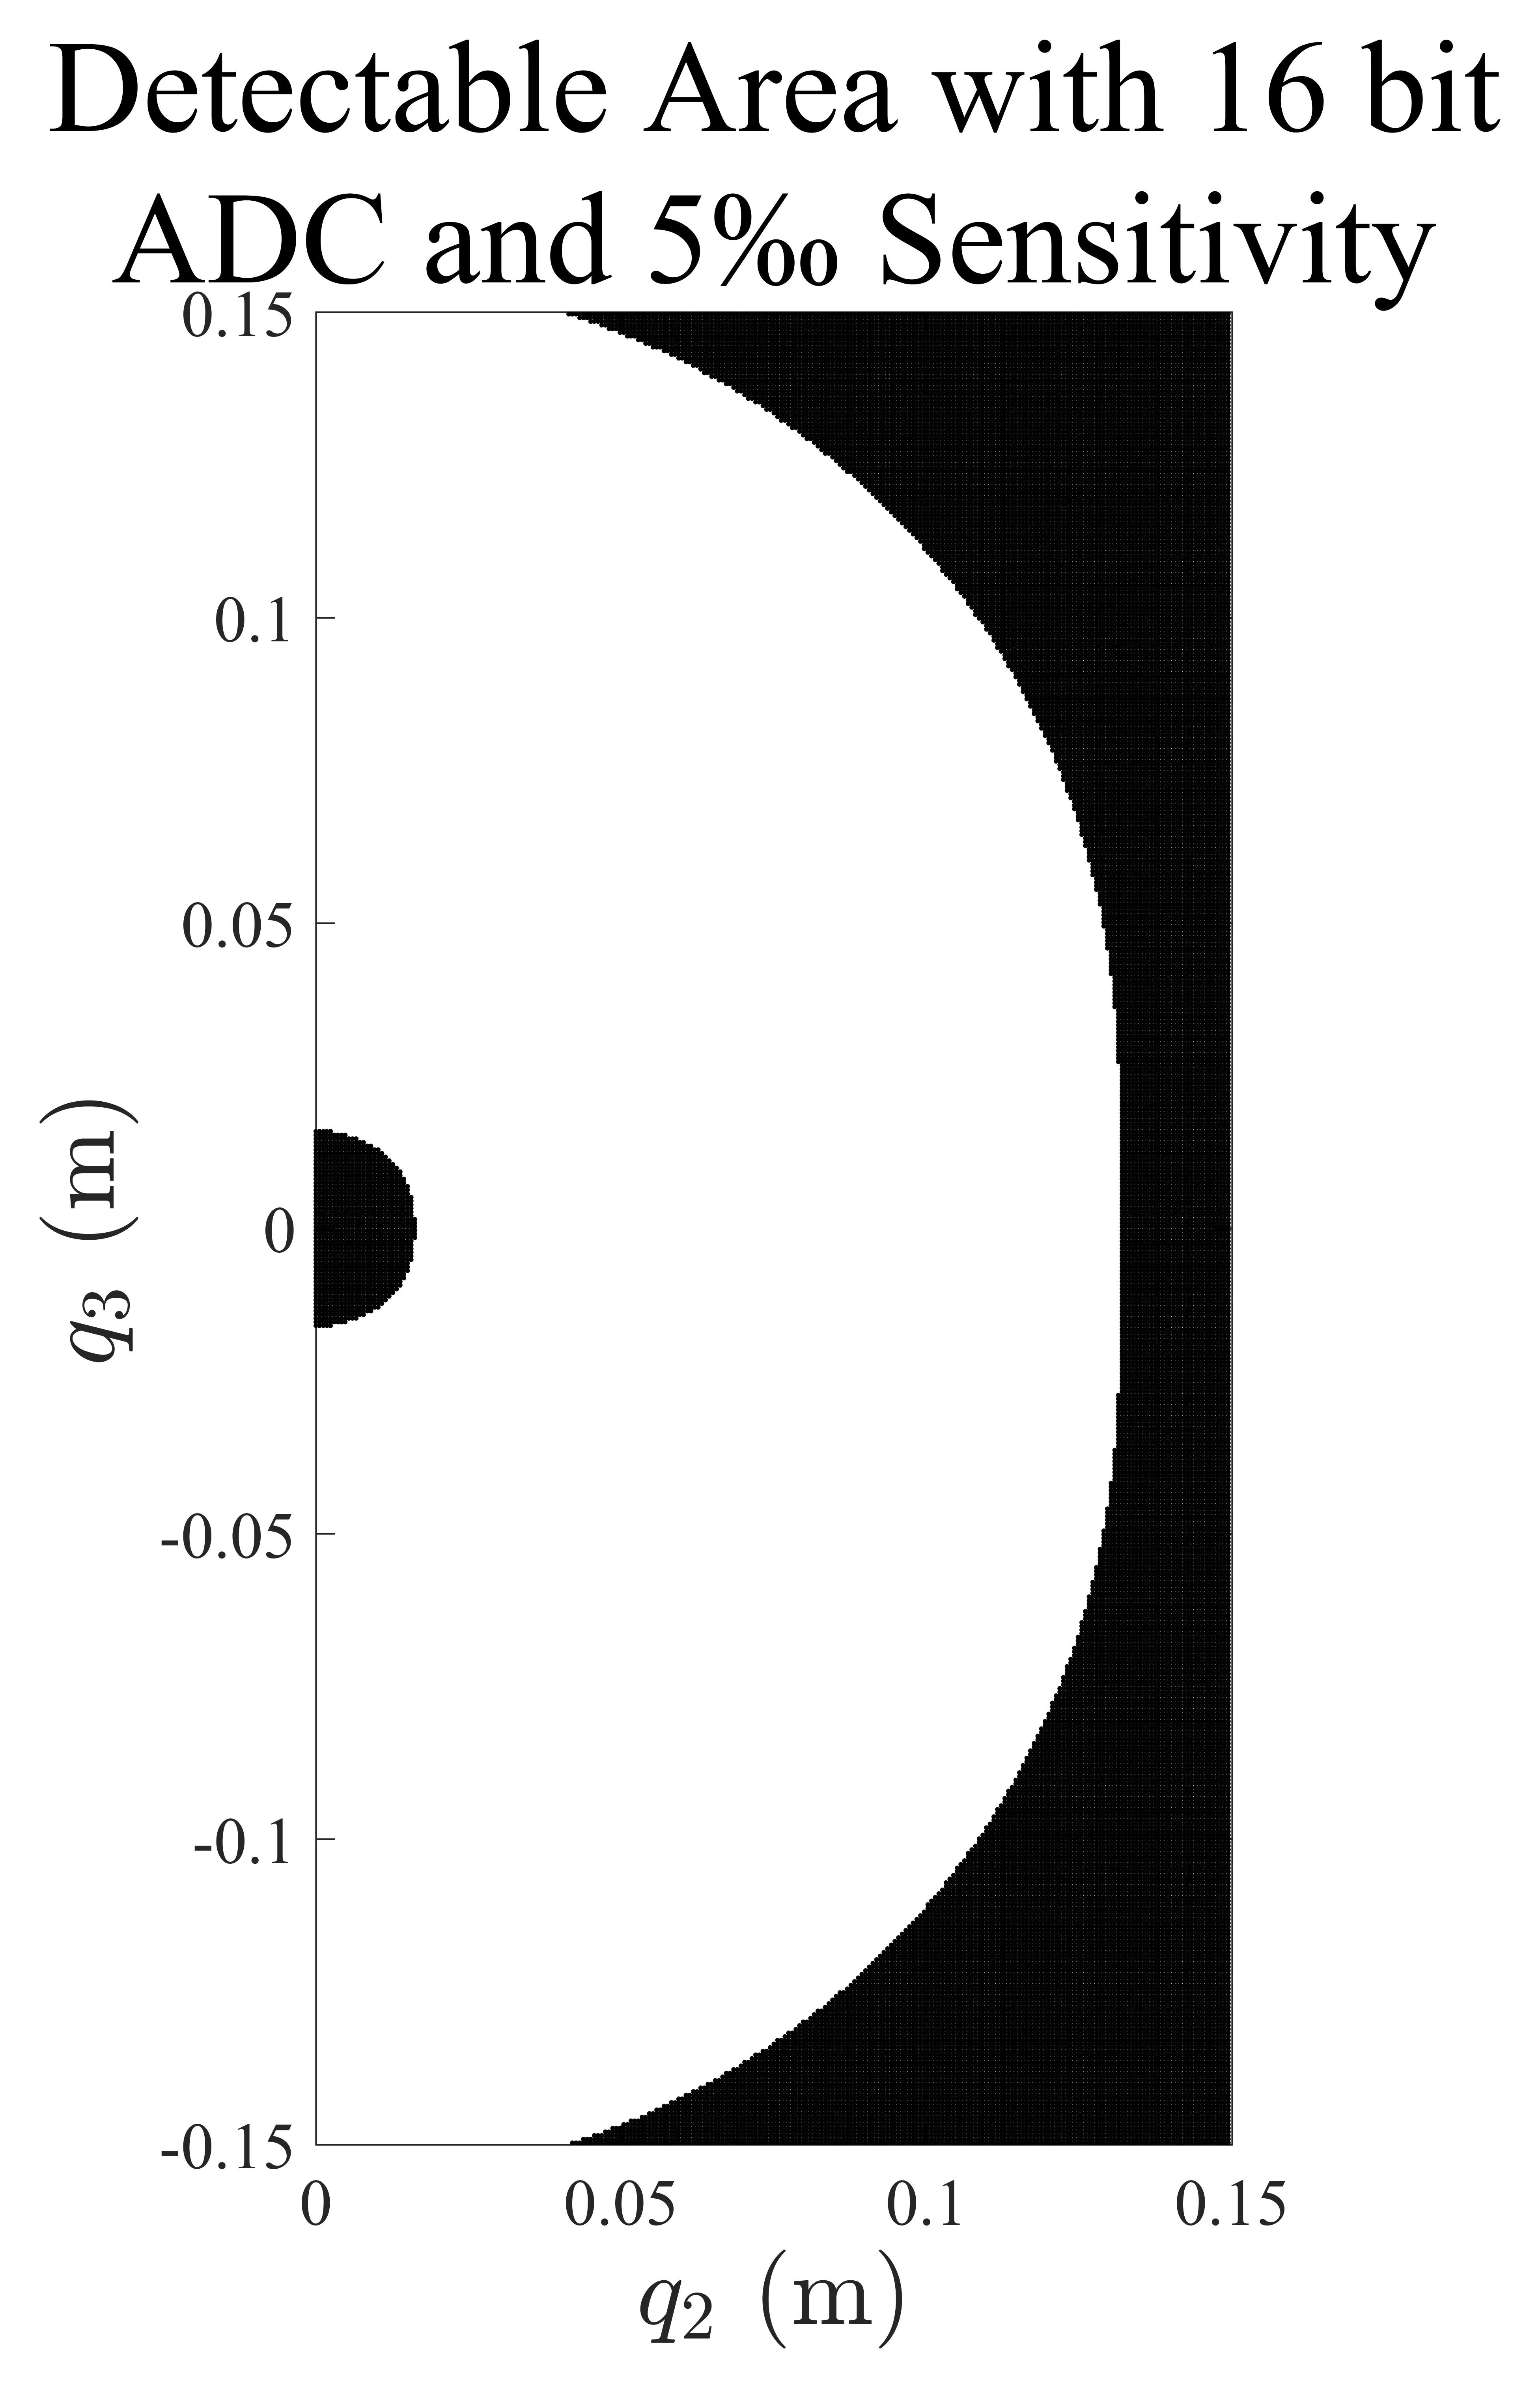 Detectable Area with 16 bit
ADC and 5‰ Sensitivity
0.15
0.1
0.05
0
-0.05
-0.1
-0.15
q3 (m)
0 0.05 0.1 0.15
q2 (m)